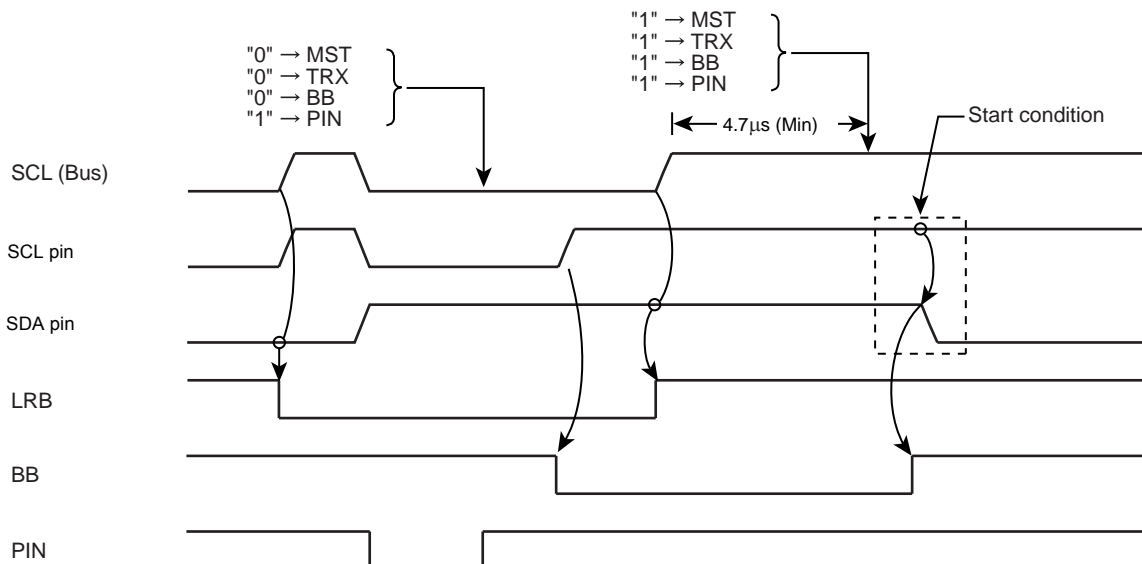 "0" → MST
"0" → TRX
"0" → BB
"1" → PIN
"1" → MST
"1" → TRX
"1" → BB
"1" → PIN
4.7μs (Min)
Start condition
SCL (Bus)
SCL pin
SDA pin
LRB
BB
PIN